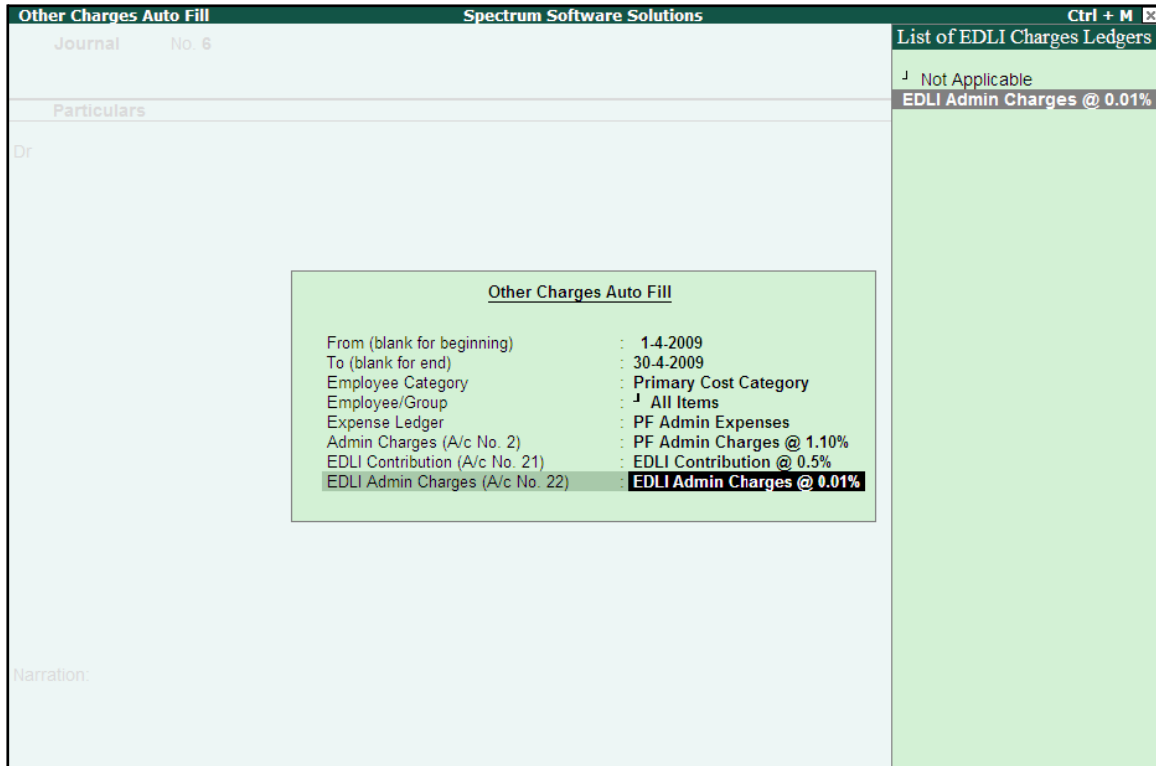 Other Charges Auto Fill Spectrum Software Solutions Ctrl + M
Journal No. 6
List of EDLI Charges Ledgers
Not Applicable
EDLI Admin Charges @ 0.01%
Particulars
Dr
Other Charges Auto Fill
From (blank for beginning) : 1-4-2009
To (blank for end) : 30-4-2009
Employee Category : Primary Cost Category
Employee/Group : All Items
Expense Ledger : PF Admin Expenses
Admin Charges (A/c No. 2) : PF Admin Charges @ 1.10%
EDLI Contribution (A/c No. 21) : EDLI Contribution @ 0.5%
EDLI Admin Charges (A/c No. 22) : EDLI Admin Charges @ 0.01%
Narration: